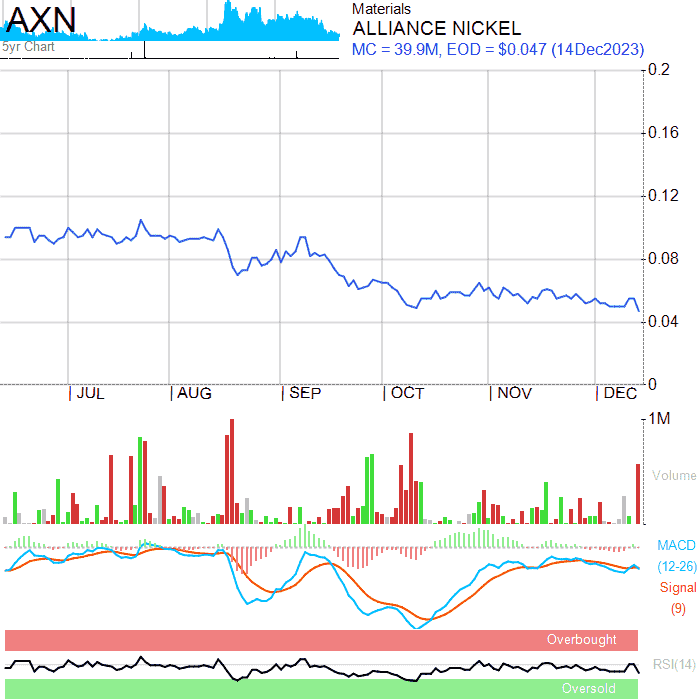 AXN
5yr Chart
Materials
ALLIANCE NICKEL
MC = 39.9M, EOD = $0.047 (14Dec2023)
0.2
0.16
0.12
0.08
0.04
0
JUL AUG SEP OCT NOV DEC
1M
Volume
MACD
(12-26)
Signal
(9)
Overbought
RSI(14)
Oversold